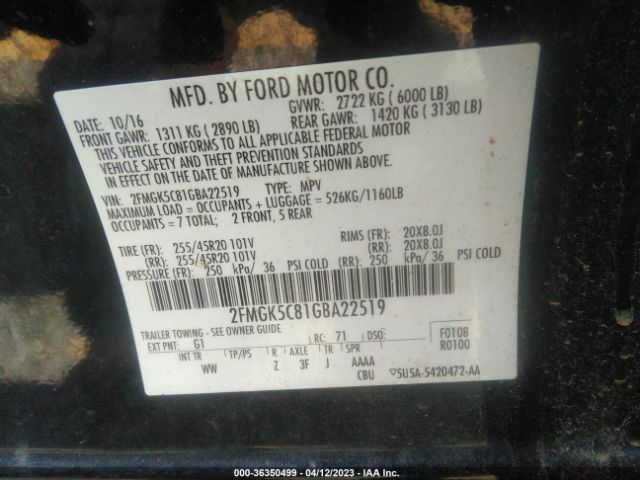 MFD. BY FORD MOTOR CO.
DATE: 10/16 GVWR: 2722 KG ( 6000 LB)
FRONT GAWR: 1311 KG ( 2890 LB) REAR GAWR: 1420 KG ( 3130 LB)
THIS VEHICLE CONFORMS TO ALL APPLICABLE FEDERAL MOTOR
VEHICLE SAFETY AND THEFT PREVENTION STANDARDS
IN EFFECT ON THE DATE OF MANUFACTURE SHOWN ABOVE.
VIN: 2FMGK5C81GBA22519 TYPE: MPV
MAXIMUM LOAD = OCCUPANTS + LUGGAGE = 526KG/1160LB
OCCUPANTS = 7 TOTAL; 2 FRONT, 5 REAR
TIRE (FR): 255/45R20 101V RIMS (FR): 20X8.0J
(RR): 255/45R20 101V (RR): 20X8.0J
PRESSURE (FR): 250 kPa/ 36 PSI COLD (RR): 250 kPa/ 36 PSI COLD
2FMGK5C81GBA22519
TRAILER TOWING - SEE OWNER GUIDE
EXT PNT: G1 RC: 71 DSO: F0108
R0100
INT TR TP/PS R AXLE TR SPR
WW Z 3F J AAAA
CBU ▽5U5A-5420472-AA
000-36350499 - 04/12/2023 - IAA Inc.